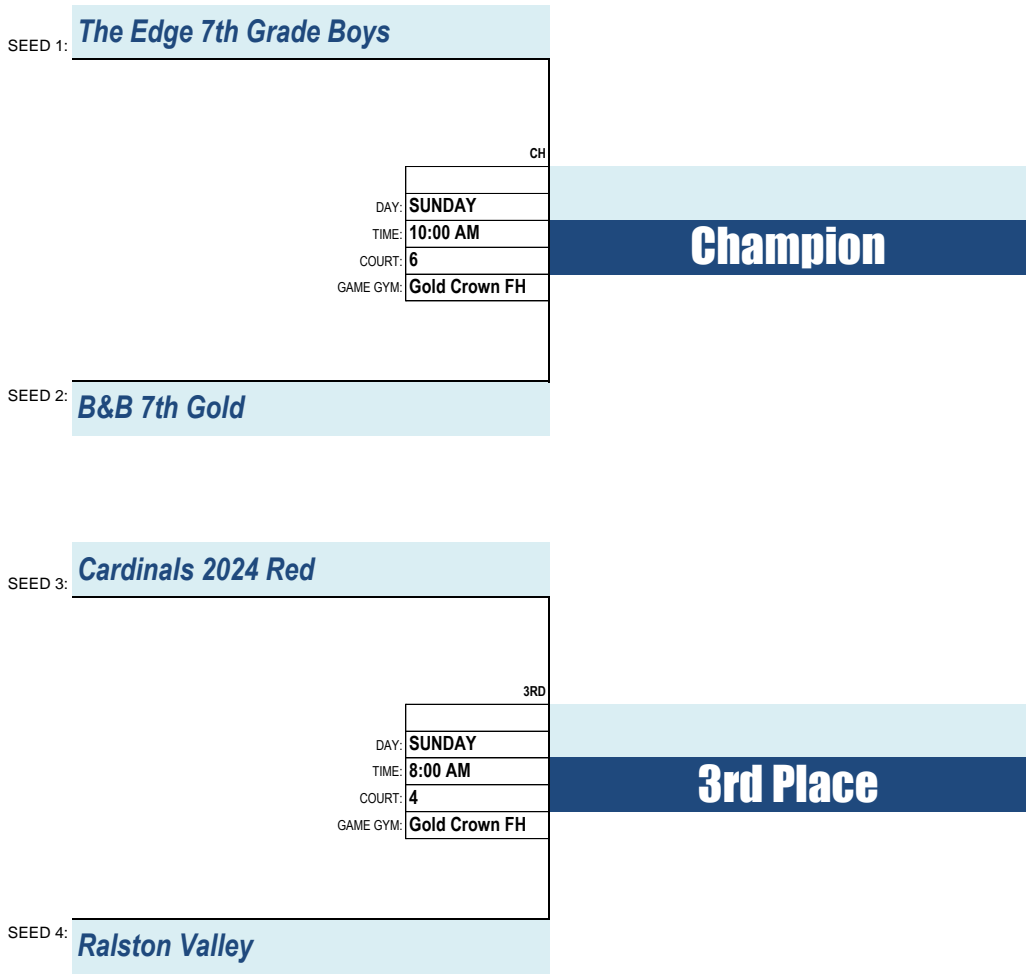 SEED 1: The Edge 7th Grade Boys
CH
DAY: SUNDAY
TIME: 10:00 AM
COURT: 6
GAME GYM: Gold Crown FH
Champion
SEED 2: B&B 7th Gold
SEED 3: Cardinals 2024 Red
3RD
DAY: SUNDAY
TIME: 8:00 AM
COURT: 4
GAME GYM: Gold Crown FH
3rd Place
SEED 4: Ralston Valley